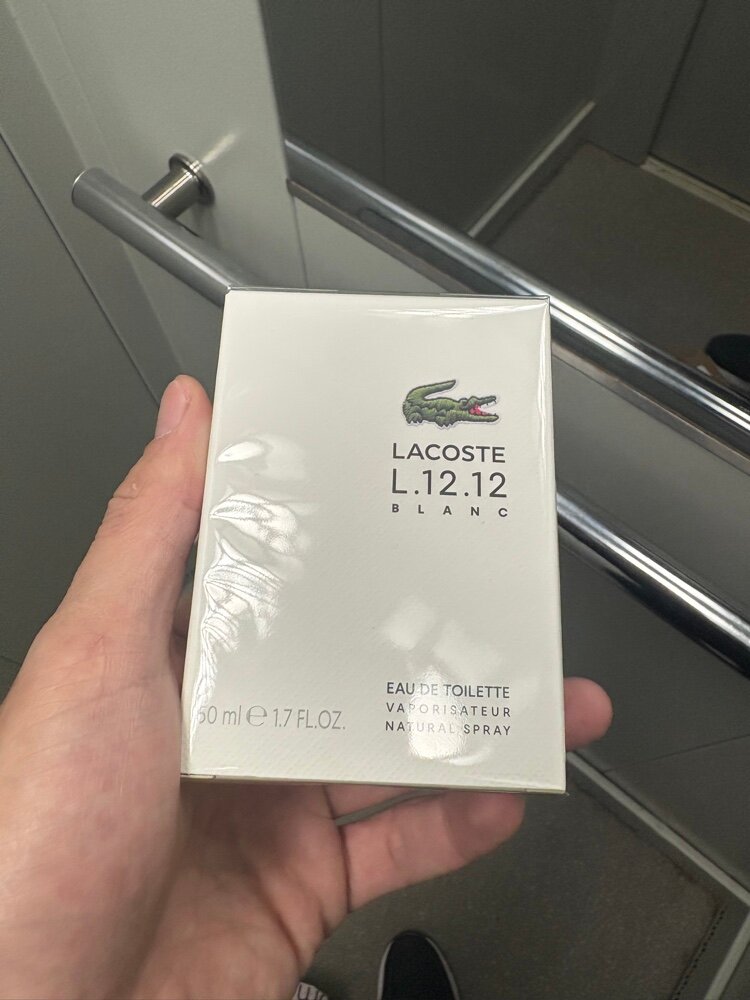 LACOSTE
L.12.12
BLANC
EAU DE TOILETTE
VAPORISATEUR
NATURAL SPRAY
50 ml ℮ 1.7 FL.OZ.